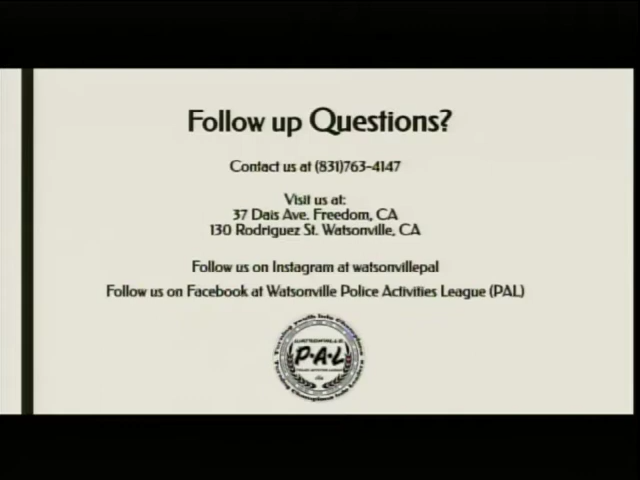 Follow up Questions?
Contact us at (831)763-4147
Visit us at:
37 Dais Ave. Freedom, CA
130 Rodriguez St. Watsonville, CA
Follow us on Instagram at watsonvillepal
Follow us on Facebook at Watsonville Police Activities League (PAL)
WATSONVILLE
P·A·L